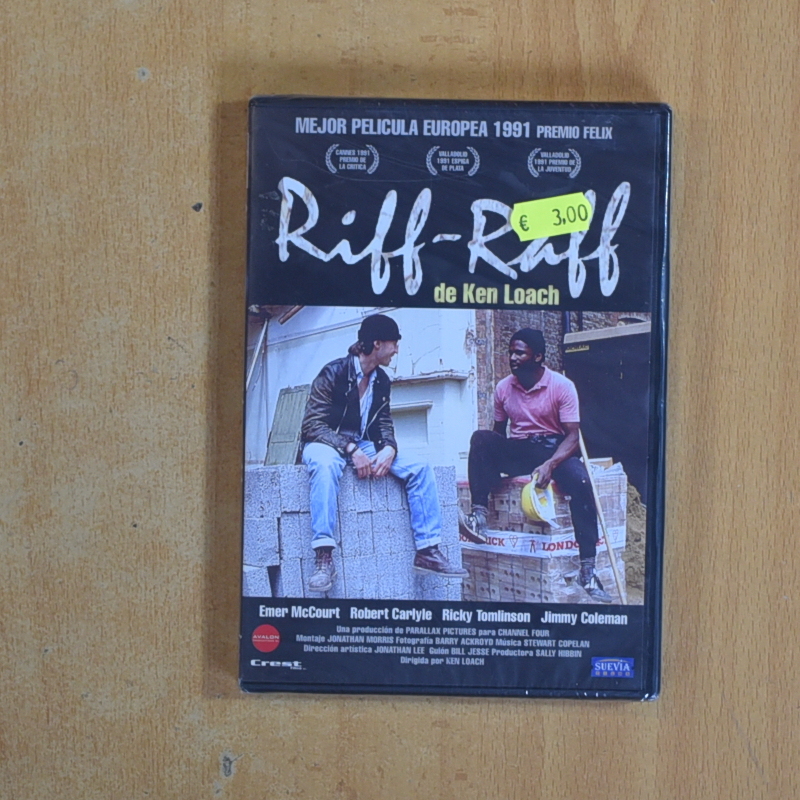 MEJOR PELICULA EUROPEA 1991 PREMIO FELIX
CANNES 1991
PREMIO DE
LA CRITICA
VALLADOLID
1991 ESPIGA
DE PLATA
VALLADOLID
1991 PREMIO DE
LA JUVENTUD
Riff-Raff
€ 3,00
de Ken Loach
LONDO
Emer McCourt Robert Carlyle Ricky Tomlinson Jimmy Coleman
Una producción de PARALLAX PICTURES para CHANNEL FOUR
Montaje JONATHAN MORRIS Fotografía BARRY ACKROYD Música STEWART COPELAN
Dirección artística JONATHAN LEE Guión BILL JESSE Productora SALLY HIBBIN
Dirigida por KEN LOACH
AVALON
Crest
SUEVIA